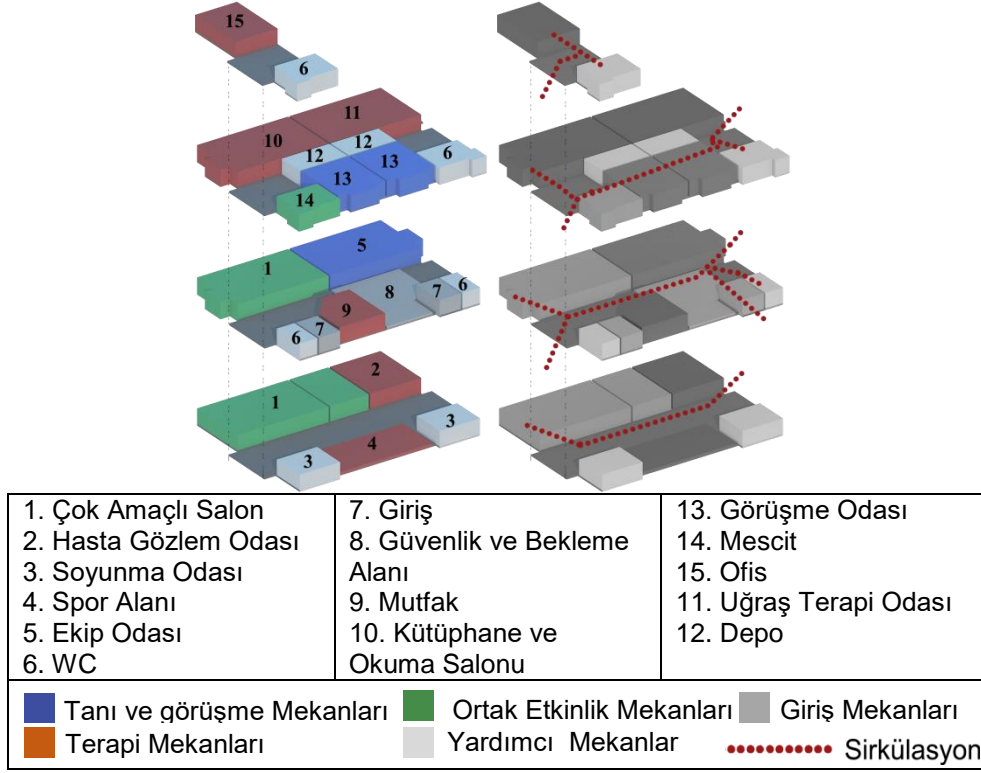 15
6
11
10
12
12
13
13
6
14
5
1
8
7
6
9
7
6
2
1
3
4
3
1. Çok Amaçlı Salon
2. Hasta Gözlem Odası
3. Soyunma Odası
4. Spor Alanı
5. Ekip Odası
6. WC
7. Giriş
8. Güvenlik ve Bekleme
Alanı
9. Mutfak
10. Kütüphane ve
Okuma Salonu
13. Görüşme Odası
14. Mescit
15. Ofis
11. Uğraş Terapi Odası
12. Depo
Tanı ve görüşme Mekanları
Ortak Etkinlik Mekanları
Giriş Mekanları
Terapi Mekanları
Yardımcı Mekanlar
Sirkülasyon